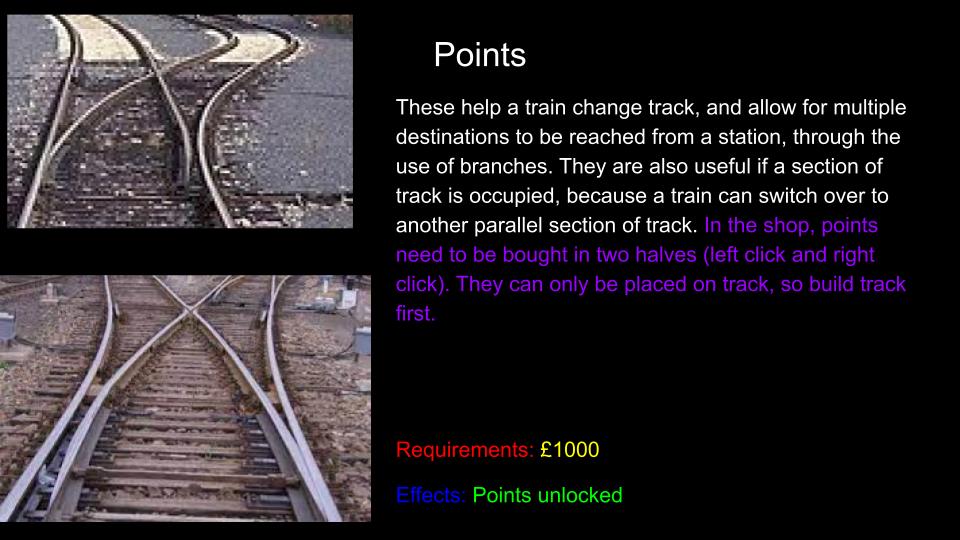 Points
These help a train change track, and allow for multiple
destinations to be reached from a station, through the
use of branches. They are also useful if a section of
track is occupied, because a train can switch over to
another parallel section of track. In the shop, points
need to be bought in two halves (left click and right
click). They can only be placed on track, so build track
first.
Requirements: £1000
Effects: Points unlocked